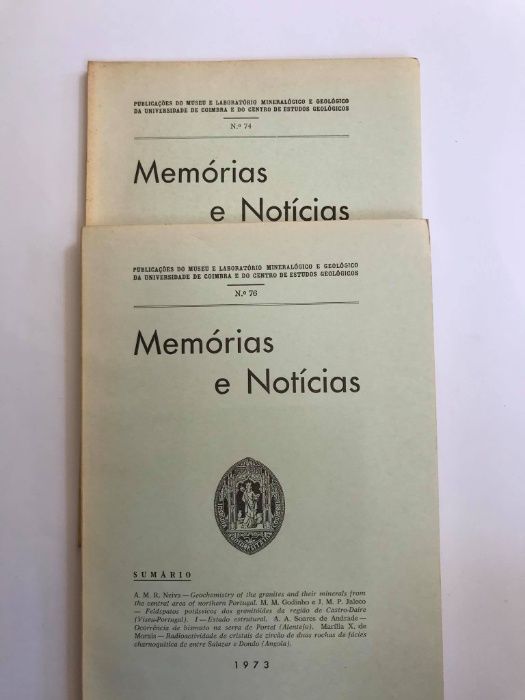 PUBLICAÇÕES DO MUSEU E LABORATÓRIO MINERALÓGICO E GEOLÓGICO
DA UNIVERSIDADE DE COIMBRA E DO CENTRO DE ESTUDOS GEOLÓGICOS
N.º 74
Memórias
e Notícias
PUBLICAÇÕES DO MUSEU E LABORATÓRIO MINERALÓGICO E GEOLÓGICO
DA UNIVERSIDADE DE COIMBRA E DO CENTRO DE ESTUDOS GEOLÓGICOS
N.º 76
Memórias
e Notícias
SUMÁRIO
A. M. R. Neiva — Geochemistry of the granites and their minerals from
the central area of northern Portugal. M. M. Godinho e J. M. P. Jaleco
— Feldspatos potássicos dos granitóides da região de Castro-Daire
(Viseu-Portugal). I — Estado estrutural. A. A. Soares de Andrade —
Ocorrência de bismuto na serra de Portel (Alentejo). Marília X. de
Morais — Radioactividade de cristais de zircão de duas rochas de fácies
charnoquítica de entre Salazar e Dondo (Angola).
1973